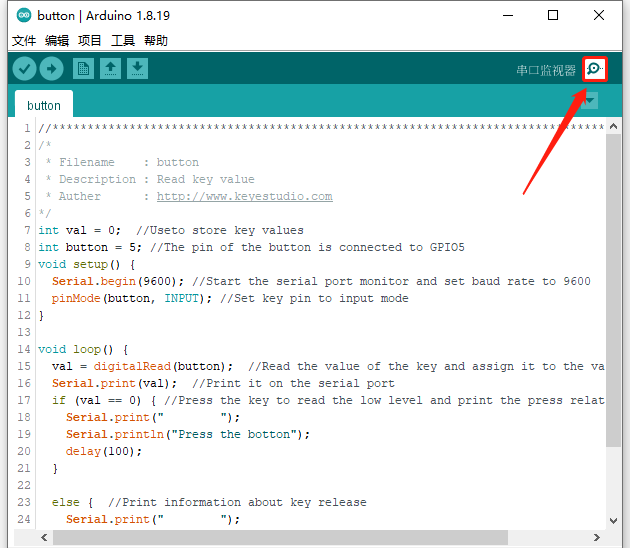 button | Arduino 1.8.19
文件 编辑 项目 工具 帮助
串口监视器
button
1 //*******************************************************************************
2 /*
3 * Filename : button
4 * Description : Read key value
5 * Auther : http://www.keyestudio.com
6 */
7 int val = 0; //Useto store key values
8 int button = 5; //The pin of the button is connected to GPIO5
9 void setup() {
10 Serial.begin(9600); //Start the serial port monitor and set baud rate to 9600
11 pinMode(button, INPUT); //Set key pin to input mode
12 }
13
14 void loop() {
15 val = digitalRead(button); //Read the value of the key and assign it to the va
16 Serial.print(val); //Print it on the serial port
17 if (val == 0) { //Press the key to read the low level and print the press relat
18 Serial.print("        ");
19 Serial.println("Press the botton");
20 delay(100);
21 }
22
23 else { //Print information about key release
24 Serial.print("        ");